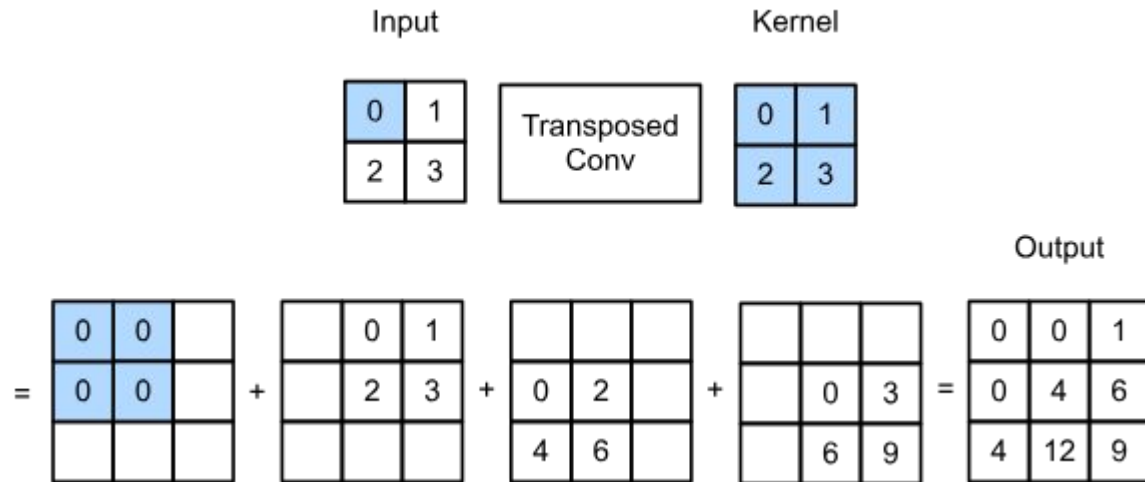 Input Kernel
0 1 Transposed 0 1
2 3 Conv 2 3
Output
0 0 0 1 0 0 1
= 0 0 + 2 3 + 0 2 + 0 3 = 0 4 6
4 6 6 9 4 12 9